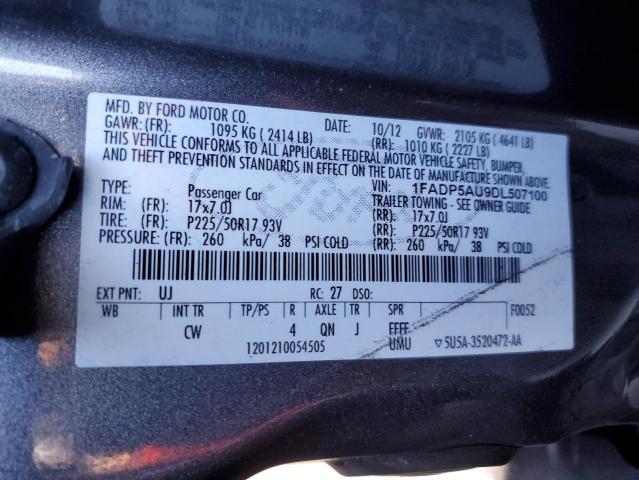 MFD. BY FORD MOTOR CO.
DATE: 10/12 GVWR: 2105 KG ( 4641 LB)
GAWR: (FR): 1095 KG ( 2414 LB) (RR): 1010 KG ( 2227 LB)
THIS VEHICLE CONFORMS TO ALL APPLICABLE FEDERAL MOTOR VEHICLE SAFETY, BUMPER,
AND THEFT PREVENTION STANDARDS IN EFFECT ON THE DATE OF MANUFACTURE SHOWN ABOVE.
VIN: 1FADP5AU9DL507100
TYPE: Passenger Car TRAILER TOWING - SEE OWNER GUIDE
RIM: (FR): 17x7.0J (RR): 17x7.0J
TIRE: (FR): P225/50R17 93V (RR): P225/50R17 93V
PRESSURE: (FR): 260 kPa/ 38 PSI COLD (RR): 260 kPa/ 38 PSI COLD
EXT PNT: UJ RC: 27 DSO: F0052
WB INT TR TP/PS R AXLE TR SPR
CW 4 QN J FFFF
1201210054505 UMU ▽5U5A-3520472-AA